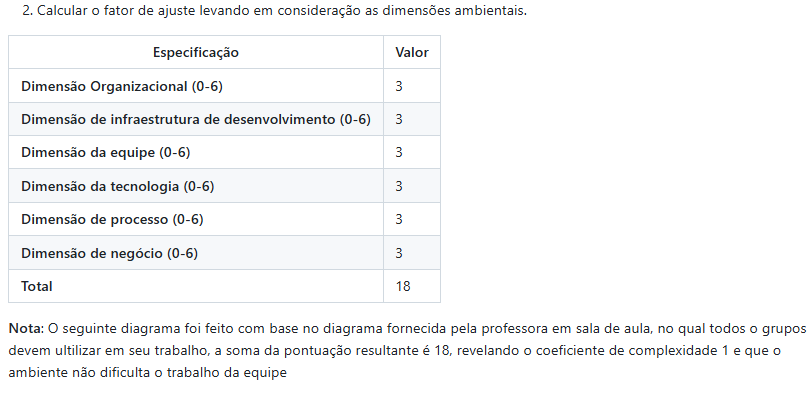 2. Calcular o fator de ajuste levando em consideração as dimensões ambientais.
Especificação Valor
Dimensão Organizacional (0-6) 3
Dimensão de infraestrutura de desenvolvimento (0-6) 3
Dimensão da equipe (0-6) 3
Dimensão da tecnologia (0-6) 3
Dimensão de processo (0-6) 3
Dimensão de negócio (0-6) 3
Total 18
Nota: O seguinte diagrama foi feito com base no diagrama fornecida pela professora em sala de aula, no qual todos o grupos
devem ultilizar em seu trabalho, a soma da pontuação resultante é 18, revelando o coeficiente de complexidade 1 e que o
ambiente não dificulta o trabalho da equipe